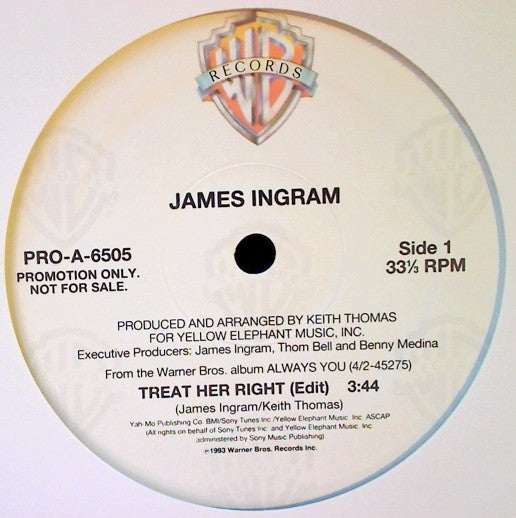 WB
RECORDS
JAMES INGRAM
PRO-A-6505
PROMOTION ONLY.
NOT FOR SALE.
Side 1
33⅓ RPM
PRODUCED AND ARRANGED BY KEITH THOMAS
FOR YELLOW ELEPHANT MUSIC, INC.
Executive Producers: James Ingram, Thom Bell and Benny Medina
From the Warner Bros. album ALWAYS YOU (4/2-45275)
TREAT HER RIGHT (Edit) 3:44
(James Ingram/Keith Thomas)
Yah-Mo Publishing Co. BMI/Sony Tunes Inc./Yellow Elephant Music. Inc. ASCAP
(All rights on behalf of Sony Tunes Inc and Yellow Elephant Music. Inc.
administered by Sony Music Publishing)
℗1993 Warner Bros. Records Inc.